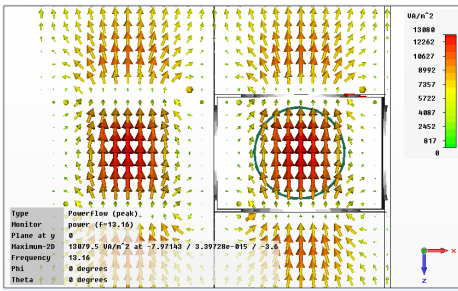 VA/m^2
13080
12262
10627
8992
7357
5722
4087
2452
817
0
Type Powerflow (peak)
Monitor power (f=13.16)
Plane at y 0
Maximum-2D 13079.5 VA/m^2 at -7.97143 / 3.39728e-015 / -3.6
Frequency 13.16
Phi 0 degrees
Theta 0 degrees
x
z